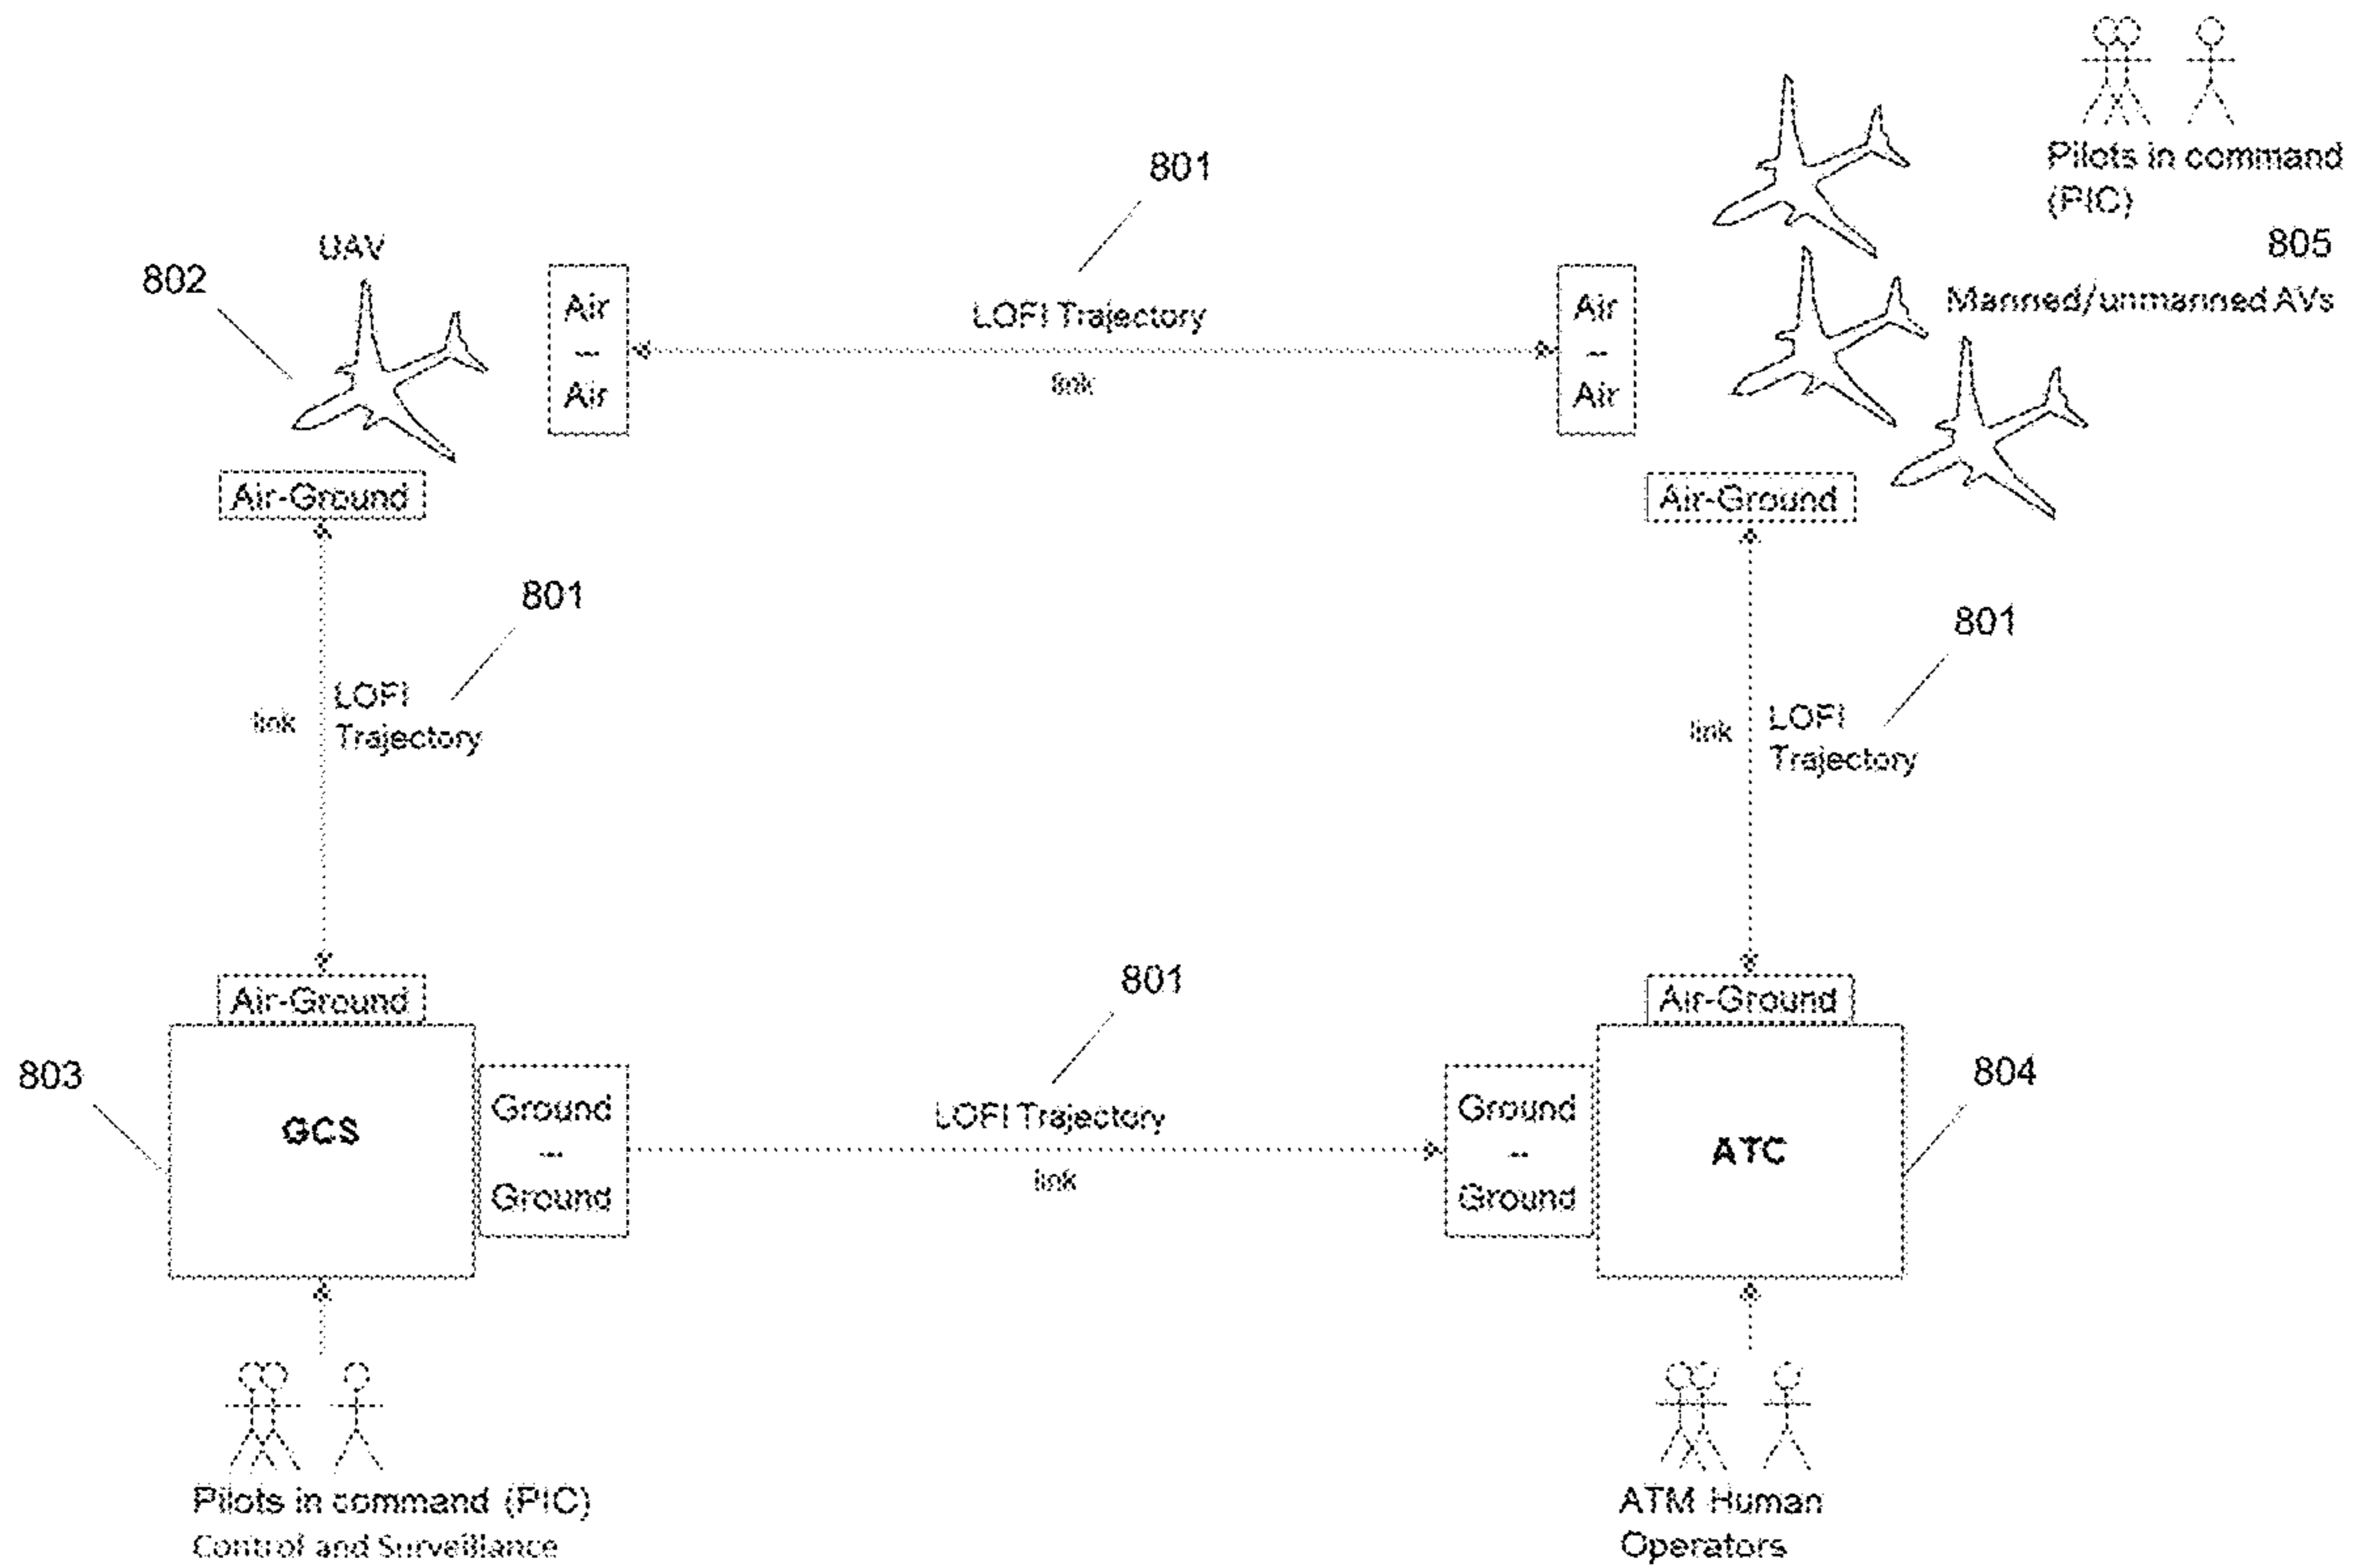 Pilots in command
(PIC)
801
805
UAV
802
Manned/unmanned AVs
Air
--
Air
LOFI Trajectory
link
Air
--
Air
Air-Ground
Air-Ground
801
801
link
LOFI
Trajectory
link
LOFI
Trajectory
801
Air-Ground
Air-Ground
803
GCS
Ground
--
Ground
LOFI Trajectory
link
Ground
--
Ground
ATC
804
Pilots in command (PIC)
Control and Surveillance
ATM Human
Operators